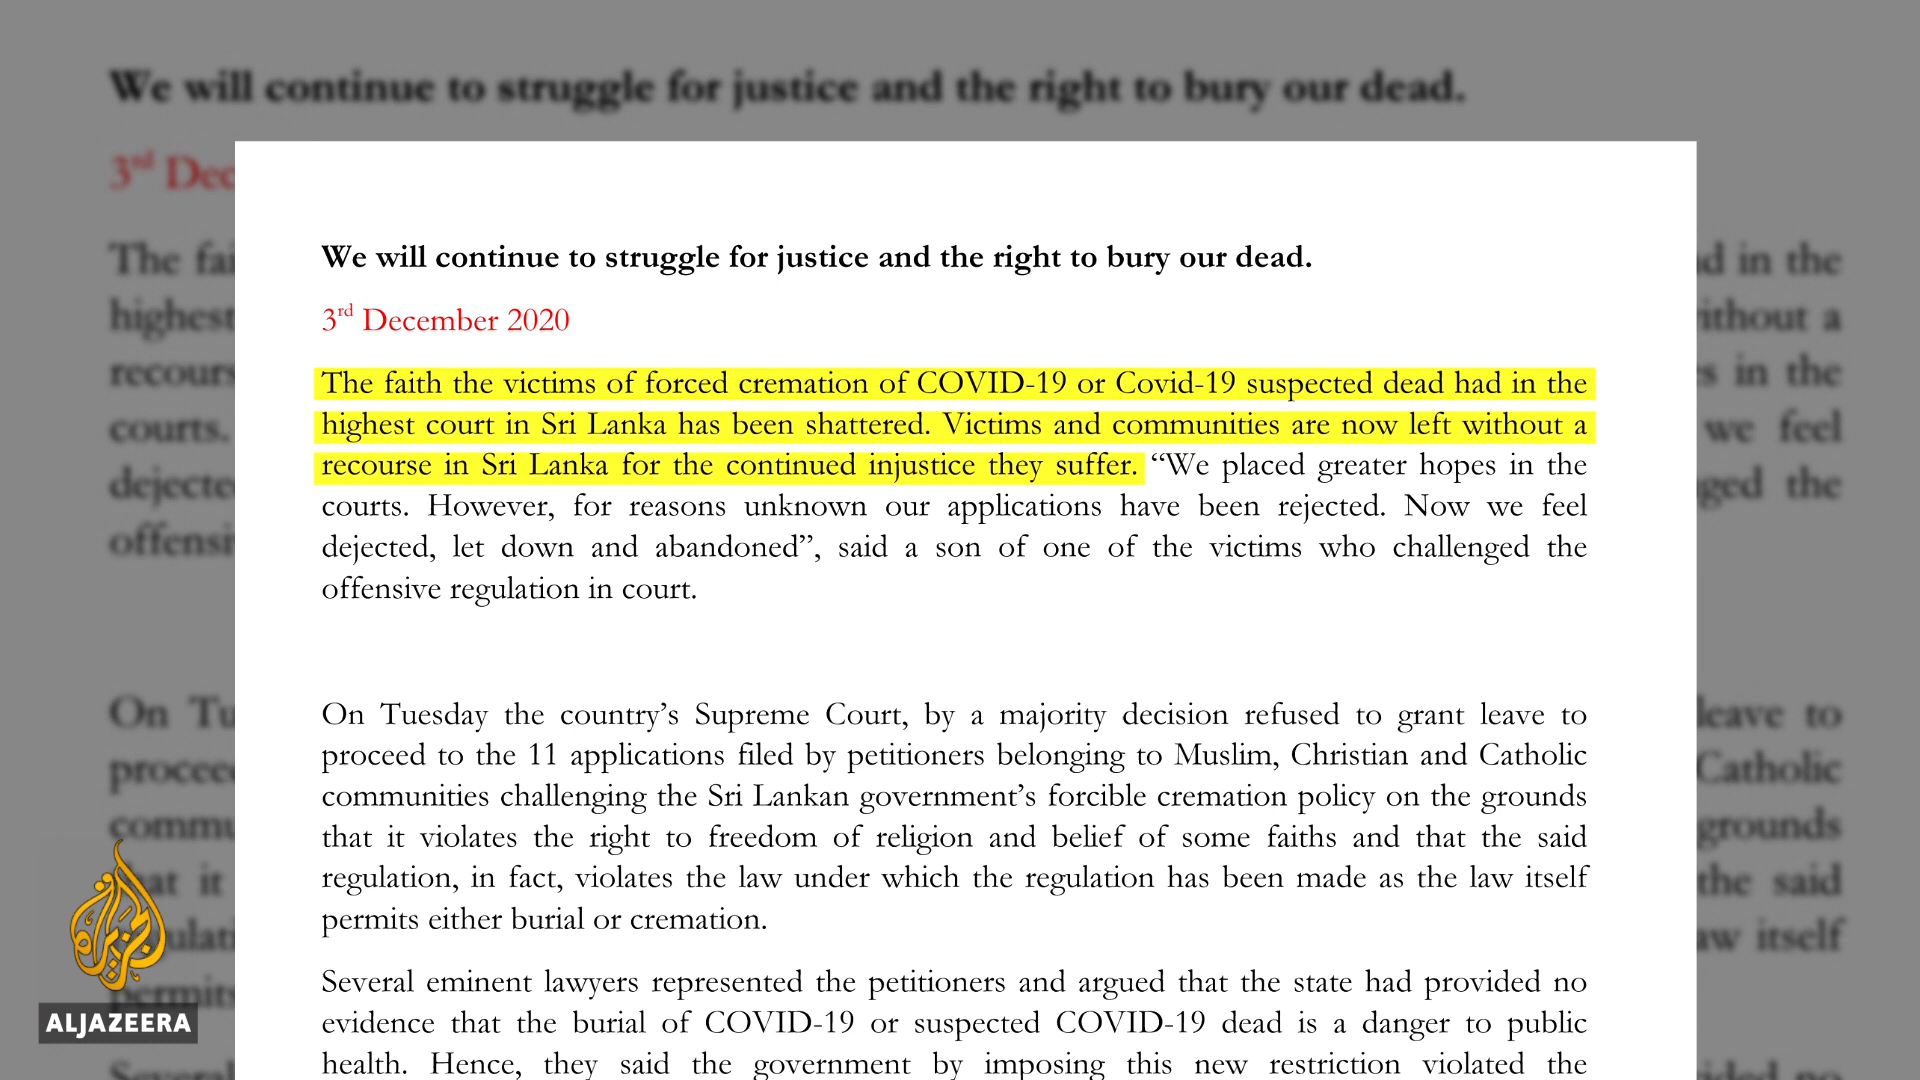 We will continue to struggle for justice and the right to bury our dead.
3rd December 2020
The faith the victims of forced cremation of COVID-19 or Covid-19 suspected dead had in the
highest court in Sri Lanka has been shattered. Victims and communities are now left without a
recourse in Sri Lanka for the continued injustice they suffer. “We placed greater hopes in the
courts. However, for reasons unknown our applications have been rejected. Now we feel
dejected, let down and abandoned”, said a son of one of the victims who challenged the
offensive regulation in court.
On Tuesday the country’s Supreme Court, by a majority decision refused to grant leave to
proceed to the 11 applications filed by petitioners belonging to Muslim, Christian and Catholic
communities challenging the Sri Lankan government’s forcible cremation policy on the grounds
that it violates the right to freedom of religion and belief of some faiths and that the said
regulation, in fact, violates the law under which the regulation has been made as the law itself
permits either burial or cremation.
Several eminent lawyers represented the petitioners and argued that the state had provided no
evidence that the burial of COVID-19 or suspected COVID-19 dead is a danger to public
health. Hence, they said the government by imposing this new restriction violated the
ALJAZEERA